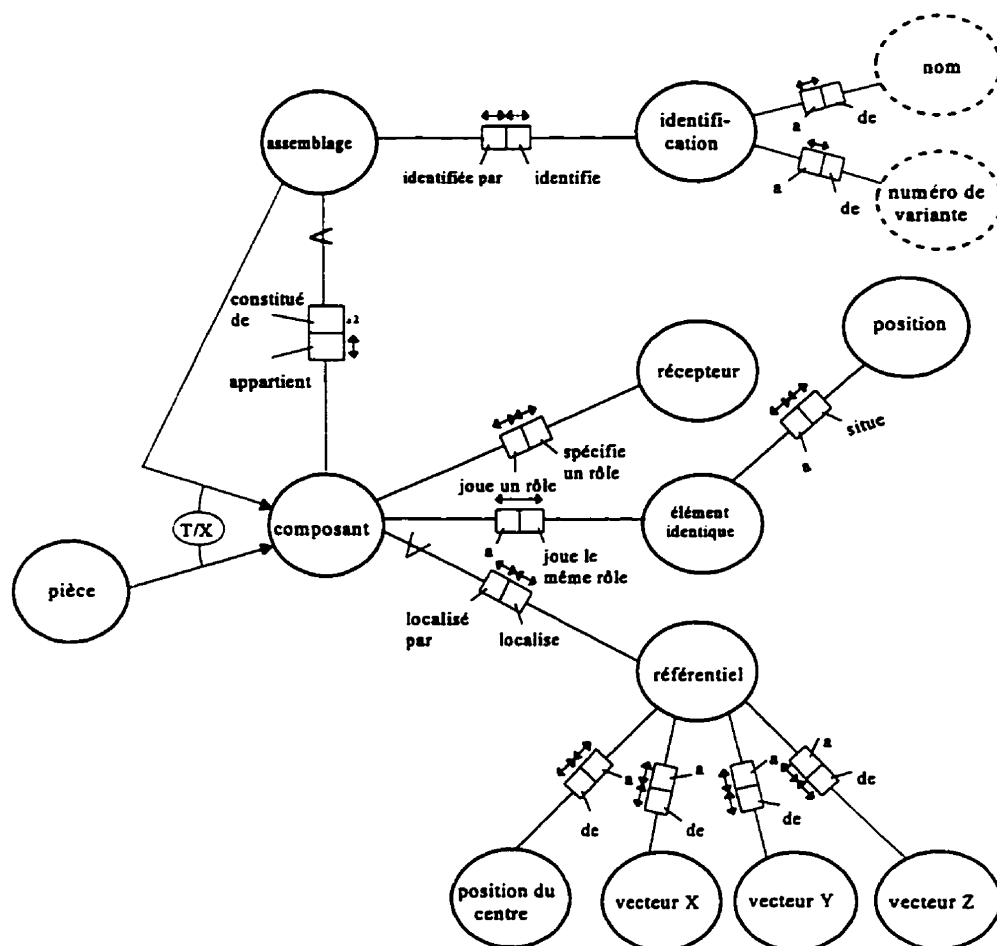 nom
identifi-
cation
a
de
assemblage
identifiée par
identifie
a
de
numéro de
variante
constitué
de
.2
appartient
position
récepteur
situe
a
spécifie
un rôle
joue un rôle
T/X
composant
élément
identique
a
joue le
même rôle
pièce
localisé
par
localise
référentiel
a
de
a
de
a
de
a
de
position du
centre
vecteur X
vecteur Y
vecteur Z